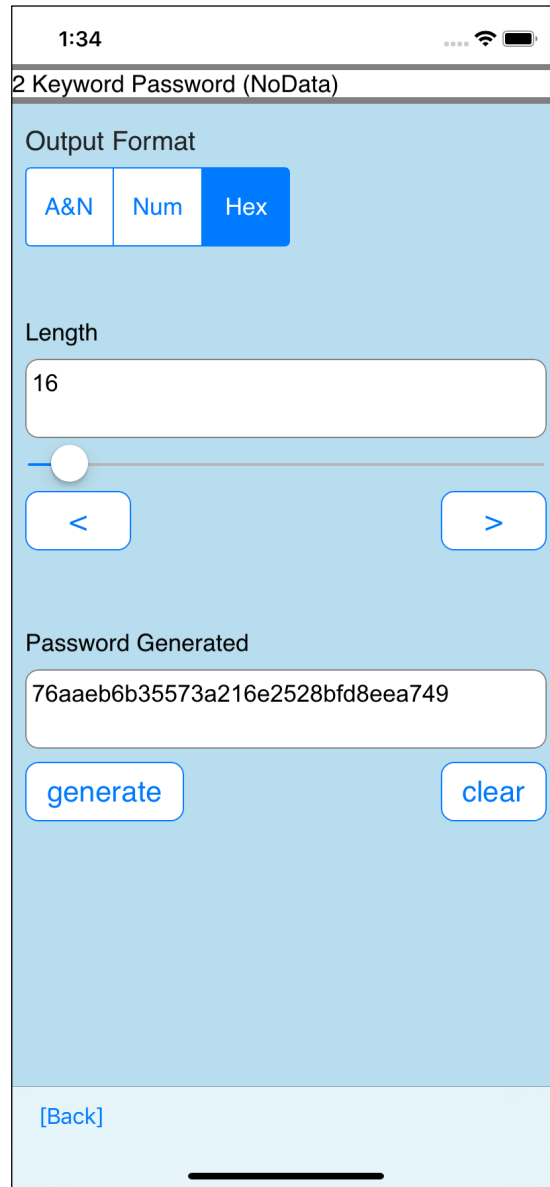 1:34
2 Keyword Password (NoData)
Output Format
A&N Num Hex
Length
16
< >
Password Generated
76aaeb6b35573a216e2528bfd8eea749
generate clear
[Back]